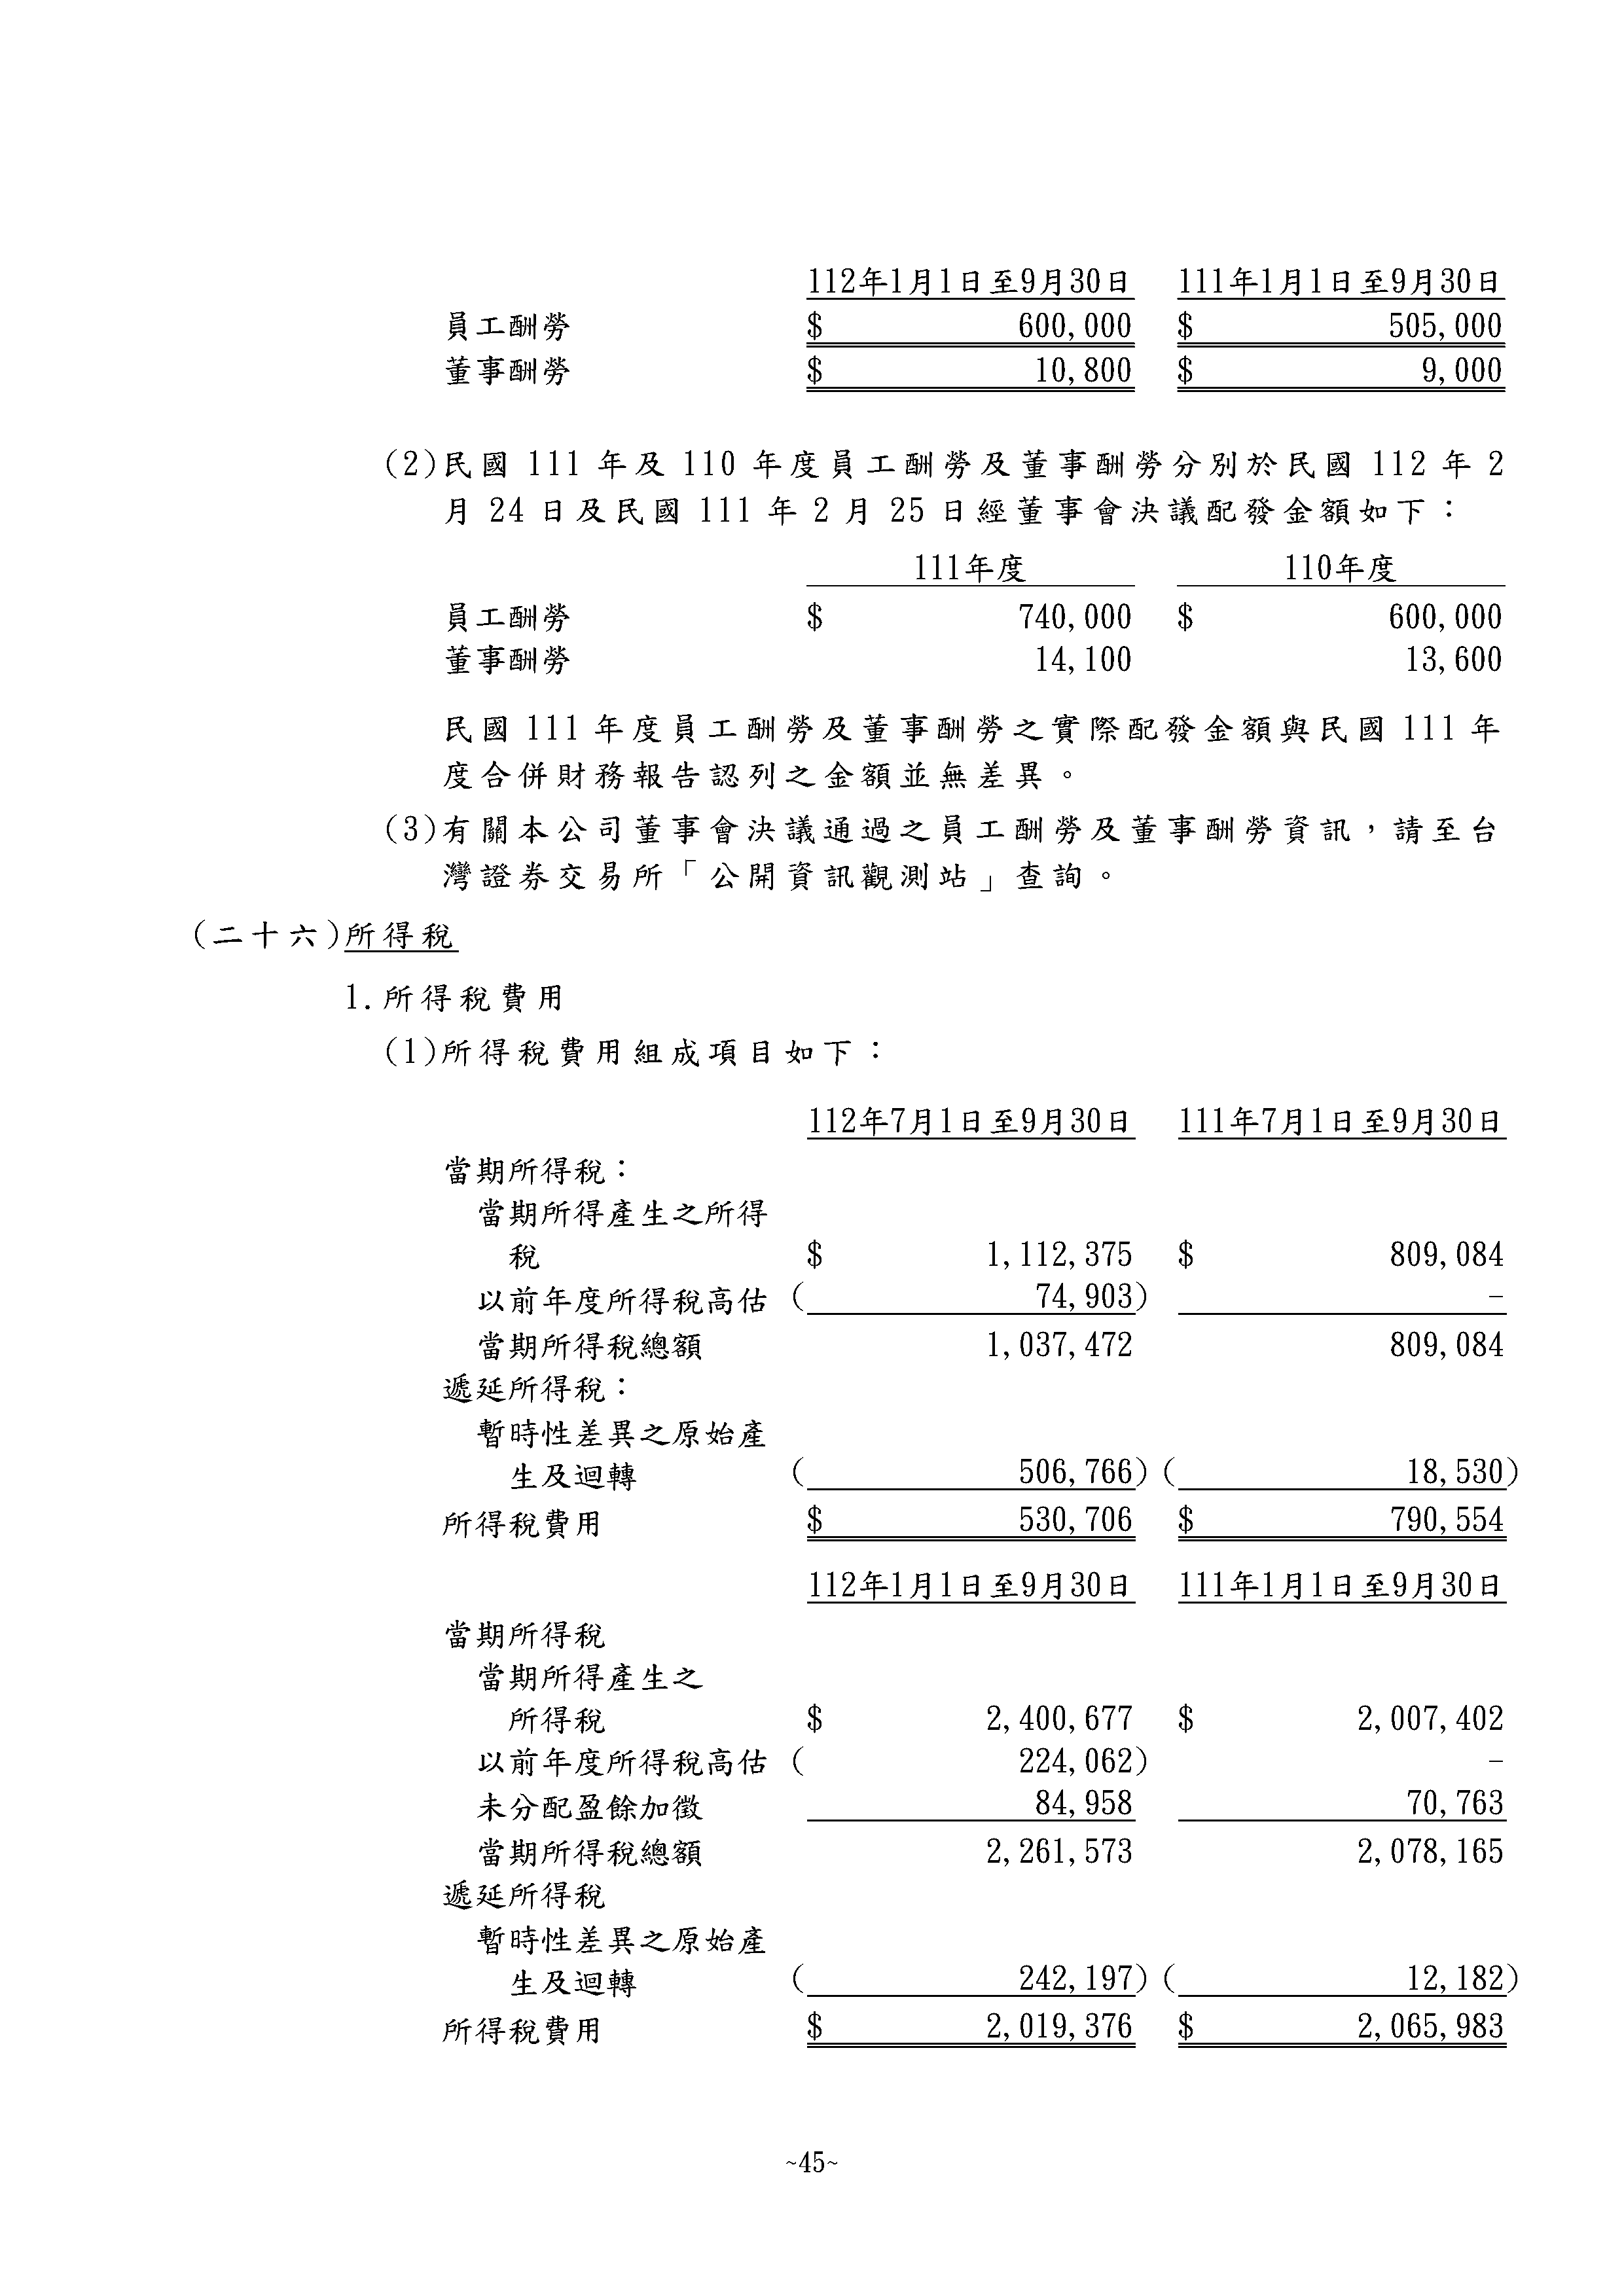 112年1月1日至9月30日 111年1月1日至9月30日
員工酬勞 $ 600,000 $ 505,000
董事酬勞 $ 10,800 $ 9,000
(2)民國 111 年及 110 年度員工酬勞及董事酬勞分別於民國 112 年 2
月 24 日及民國 111 年 2 月 25 日經董事會決議配發金額如下：
111年度 110年度
員工酬勞 $ 740,000 $ 600,000
董事酬勞 14,100 13,600
民國 111 年度員工酬勞及董事酬勞之實際配發金額與民國 111 年
度合併財務報告認列之金額並無差異。
(3)有關本公司董事會決議通過之員工酬勞及董事酬勞資訊，請至台
灣證券交易所「公開資訊觀測站」查詢。
(二十六)所得稅
1.所得稅費用
(1)所得稅費用組成項目如下：
112年7月1日至9月30日 111年7月1日至9月30日
當期所得稅：
當期所得產生之所得
稅 $ 1,112,375 $ 809,084
以前年度所得稅高估 ( 74,903) -
當期所得稅總額 1,037,472 809,084
遞延所得稅：
暫時性差異之原始產
生及迴轉 ( 506,766) ( 18,530)
所得稅費用 $ 530,706 $ 790,554
112年1月1日至9月30日 111年1月1日至9月30日
當期所得稅
當期所得產生之
所得稅 $ 2,400,677 $ 2,007,402
以前年度所得稅高估 ( 224,062) -
未分配盈餘加徵 84,958 70,763
當期所得稅總額 2,261,573 2,078,165
遞延所得稅
暫時性差異之原始產
生及迴轉 ( 242,197) ( 12,182)
所得稅費用 $ 2,019,376 $ 2,065,983
~45~